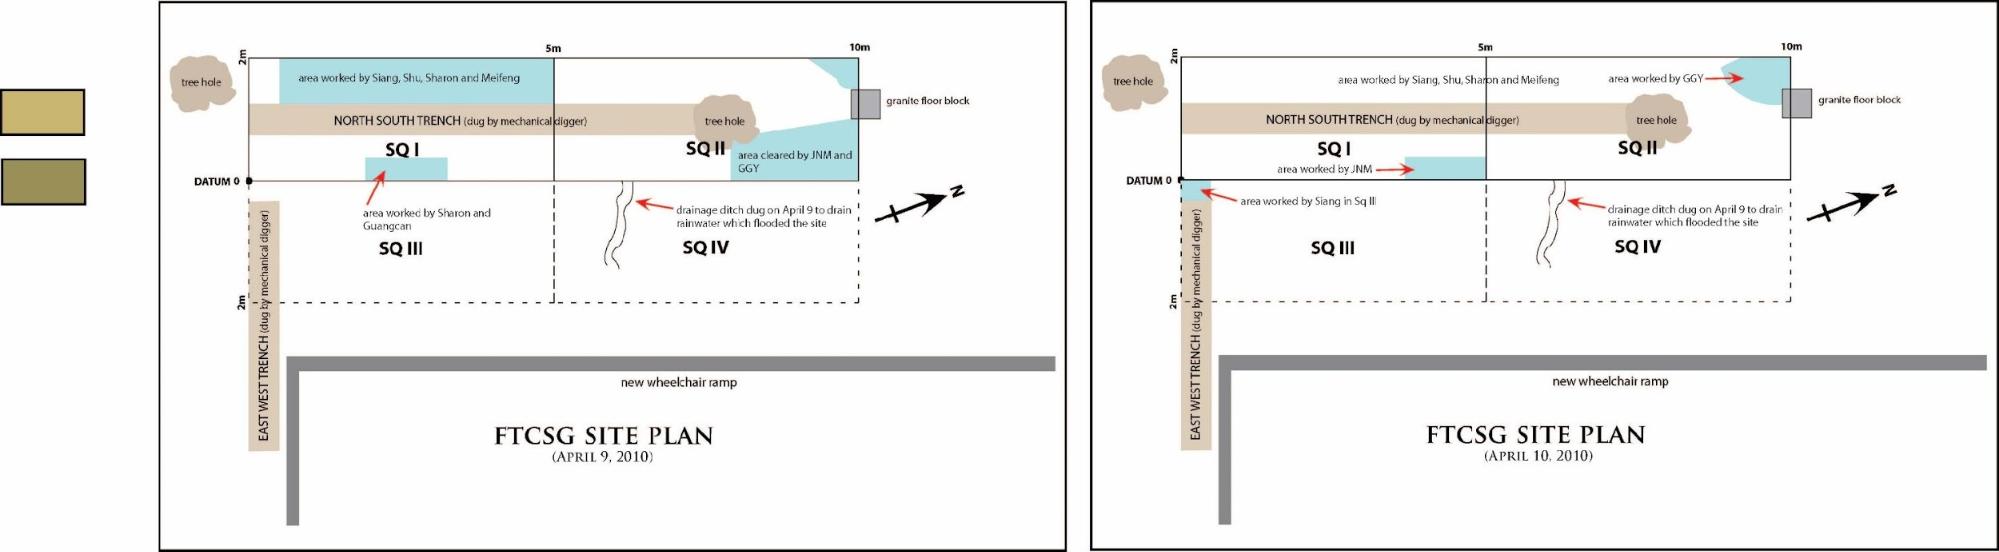 2m
5m
10m
tree hole
area worked by Siang, Shu, Sharon and Meifeng
granite floor block
NORTH SOUTH TRENCH (dug by mechanical digger)
tree hole
SQ I
SQ II
area cleared by JNM and
GGY
DATUM 0
N
area worked by Sharon and
Guangcan
drainage ditch dug on April 9 to drain
rainwater which flooded the site
SQ III
SQ IV
2m
EAST WEST TRENCH (dug by mechanical digger)
new wheelchair ramp
FTCSG SITE PLAN
(APRIL 9, 2010)
2m
5m
10m
tree hole
area worked by Siang, Shu, Sharon and Meifeng
area worked by GGY
granite floor block
NORTH SOUTH TRENCH (dug by mechanical digger)
tree hole
SQ I
SQ II
area worked by JNM
DATUM 0
N
area worked by Siang in Sq III
drainage ditch dug on April 9 to drain
rainwater which flooded the site
SQ III
SQ IV
2m
EAST WEST TRENCH (dug by mechanical digger)
new wheelchair ramp
FTCSG SITE PLAN
(APRIL 10, 2010)